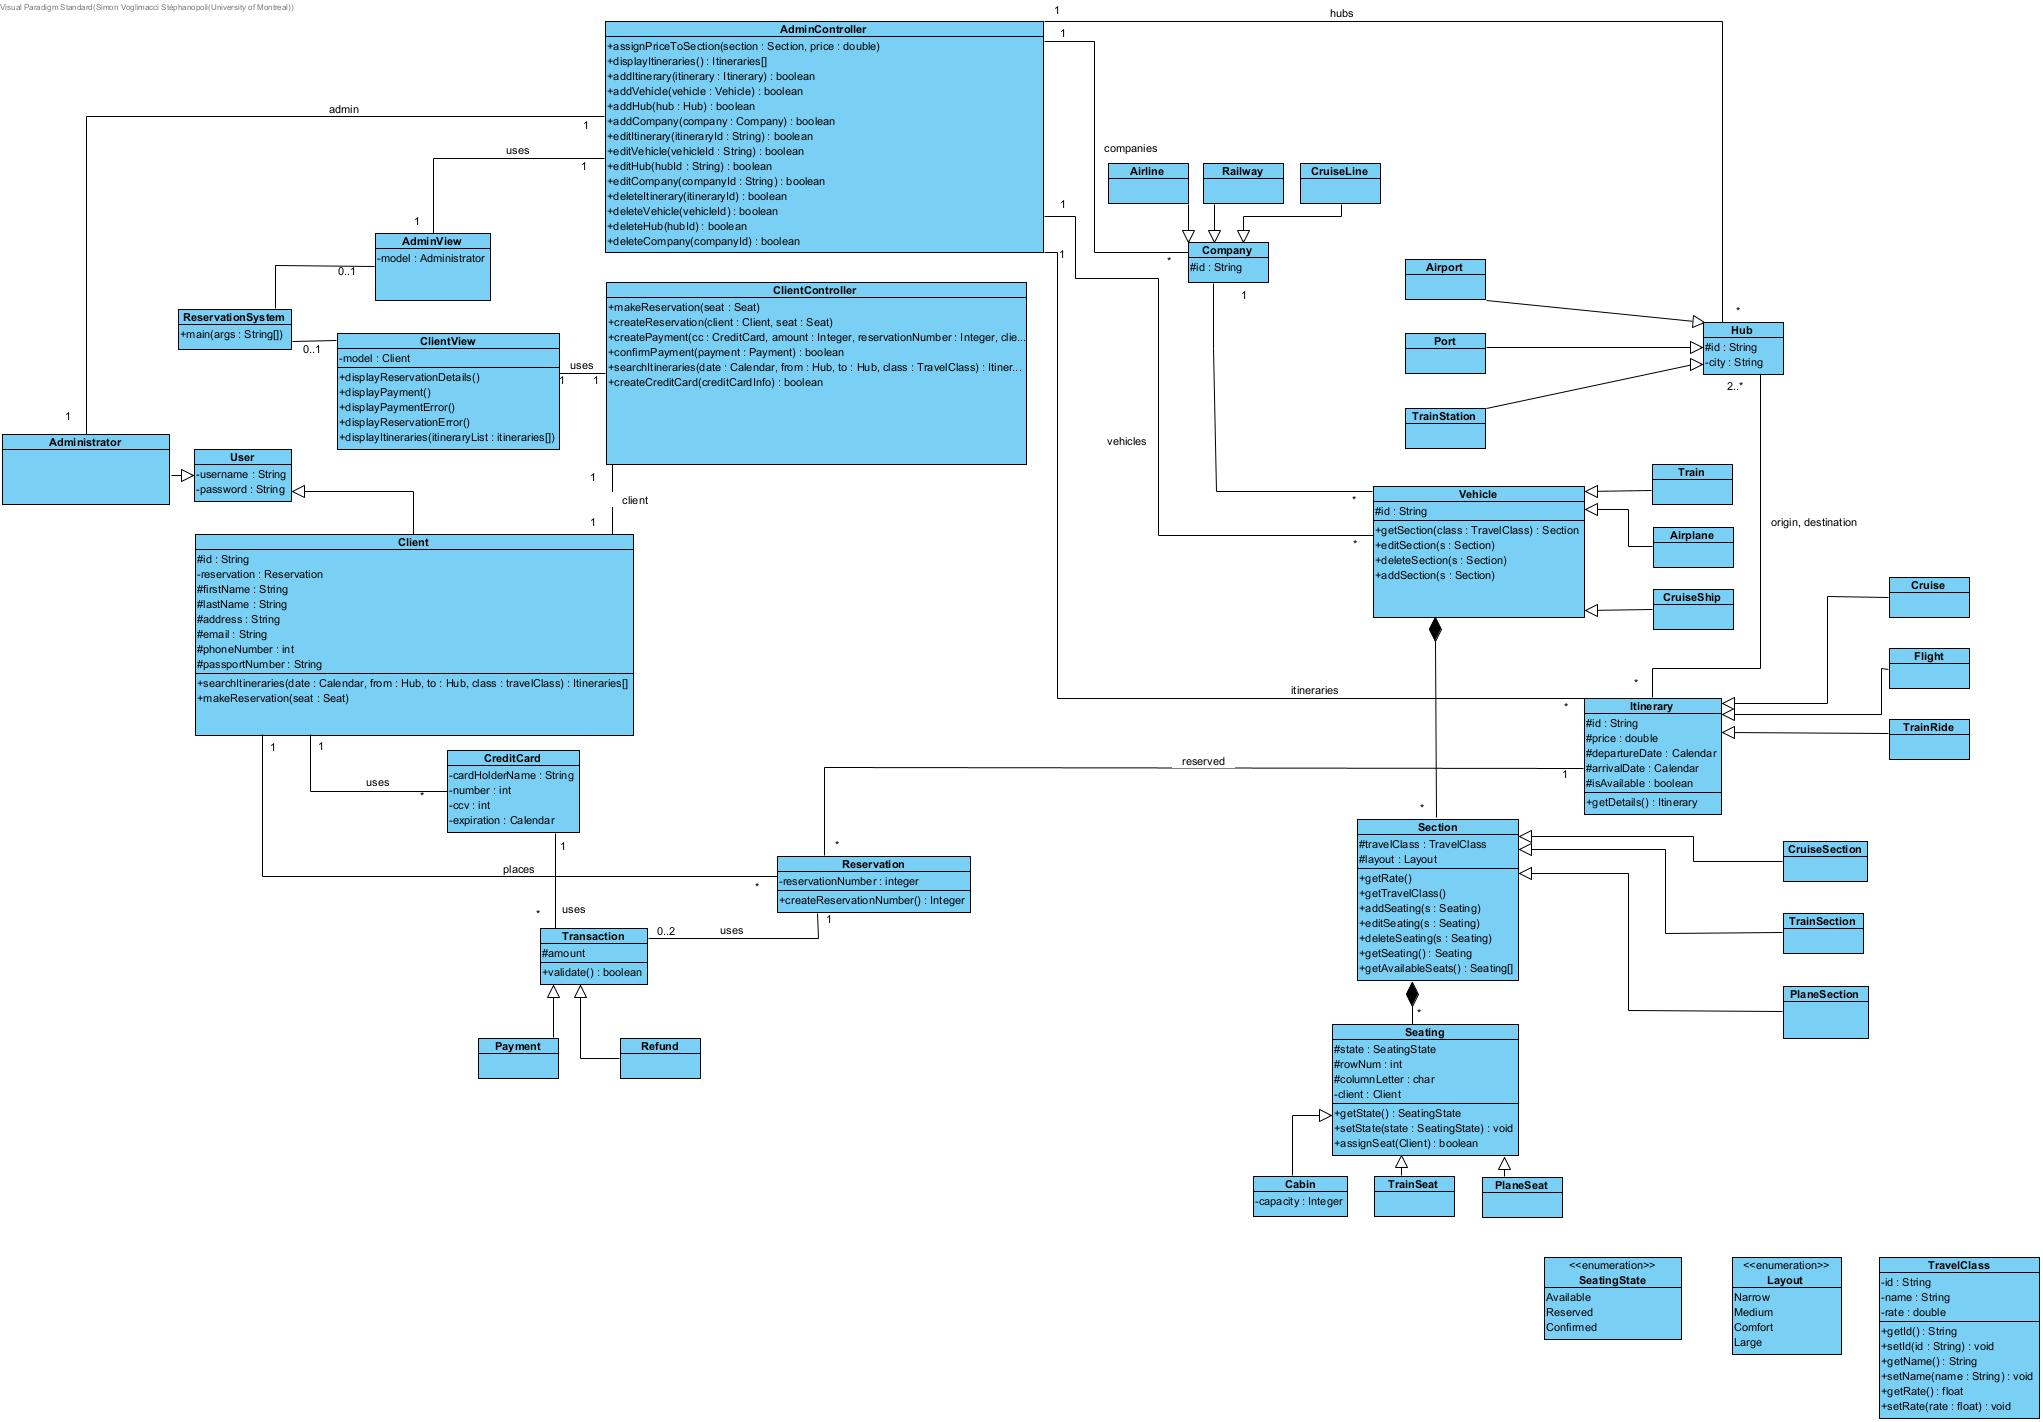 Visual Paradigm Standard(Simon Voglimacci Stéphanopoli(University of Montreal))
AdminController
+assignPriceToSection(section : Section, price : double)
+displayItineraries() : Itineraries[]
+addItinerary(itinerary : Itinerary) : boolean
+addVehicle(vehicle : Vehicle) : boolean
+addHub(hub : Hub) : boolean
+addCompany(company : Company) : boolean
+editItinerary(itineraryId : String) : boolean
+editVehicle(vehicleId : String) : boolean
+editHub(hubId : String) : boolean
+editCompany(companyId : String) : boolean
+deleteItinerary(itineraryId) : boolean
+deleteVehicle(vehicleId) : boolean
+deleteHub(hubId) : boolean
+deleteCompany(companyId) : boolean
1
hubs
1
admin
1
uses
1
1
1
1
companies
Airline
Railway
CruiseLine
Company
#id : String
*
1
AdminView
-model : Administrator
0..1
ReservationSystem
+main(args : String[])
0..1
ClientView
-model : Client
+displayReservationDetails()
+displayPayment()
+displayPaymentError()
+displayReservationError()
+displayItineraries(itineraryList : itineraries[])
uses
1
1
ClientController
+makeReservation(seat : Seat)
+createReservation(client : Client, seat : Seat)
+createPayment(cc : CreditCard, amount : Integer, reservationNumber : Integer, clie...
+confirmPayment(payment : Payment) : boolean
+searchItineraries(date : Calendar, from : Hub, to : Hub, class : TravelClass) : Itiner...
+createCreditCard(creditCardInfo) : boolean
Airport
Port
TrainStation
*
Hub
#id : String
-city : String
2..*
1
Administrator
User
-username : String
-password : String
1
client
1
vehicles
*
*
Vehicle
#id : String
+getSection(class : TravelClass) : Section
+editSection(s : Section)
+deleteSection(s : Section)
+addSection(s : Section)
Train
Airplane
CruiseShip
origin, destination
Client
#id : String
-reservation : Reservation
#firstName : String
#lastName : String
#address : String
#email : String
#phoneNumber : int
#passportNumber : String
+searchItineraries(date : Calendar, from : Hub, to : Hub, class : travelClass) : Itineraries[]
+makeReservation(seat : Seat)
Cruise
Flight
TrainRide
itineraries
*
*
Itinerary
#id : String
#price : double
#departureDate : Calendar
#arrivalDate : Calendar
#isAvailable : boolean
+getDetails() : Itinerary
1
1
uses
*
CreditCard
-cardHolderName : String
-number : int
-ccv : int
-expiration : Calendar
reserved
1
*
1
places
*
Reservation
-reservationNumber : integer
+createReservationNumber() : Integer
1
uses
*
uses
0..2
Transaction
#amount
+validate() : boolean
Payment
Refund
*
Section
#travelClass : TravelClass
#layout : Layout
+getRate()
+getTravelClass()
+addSeating(s : Seating)
+editSeating(s : Seating)
+deleteSeating(s : Seating)
+getSeating() : Seating
+getAvailableSeats() : Seating[]
CruiseSection
TrainSection
PlaneSection
*
Seating
#state : SeatingState
#rowNum : int
#columnLetter : char
-client : Client
+getState() : SeatingState
+setState(state : SeatingState) : void
+assignSeat(Client) : boolean
Cabin
-capacity : Integer
TrainSeat
PlaneSeat
<<enumeration>>
SeatingState
Available
Reserved
Confirmed
<<enumeration>>
Layout
Narrow
Medium
Comfort
Large
TravelClass
-id : String
-name : String
-rate : double
+getId() : String
+setId(id : String) : void
+getName() : String
+setName(name : String) : void
+getRate() : float
+setRate(rate : float) : void